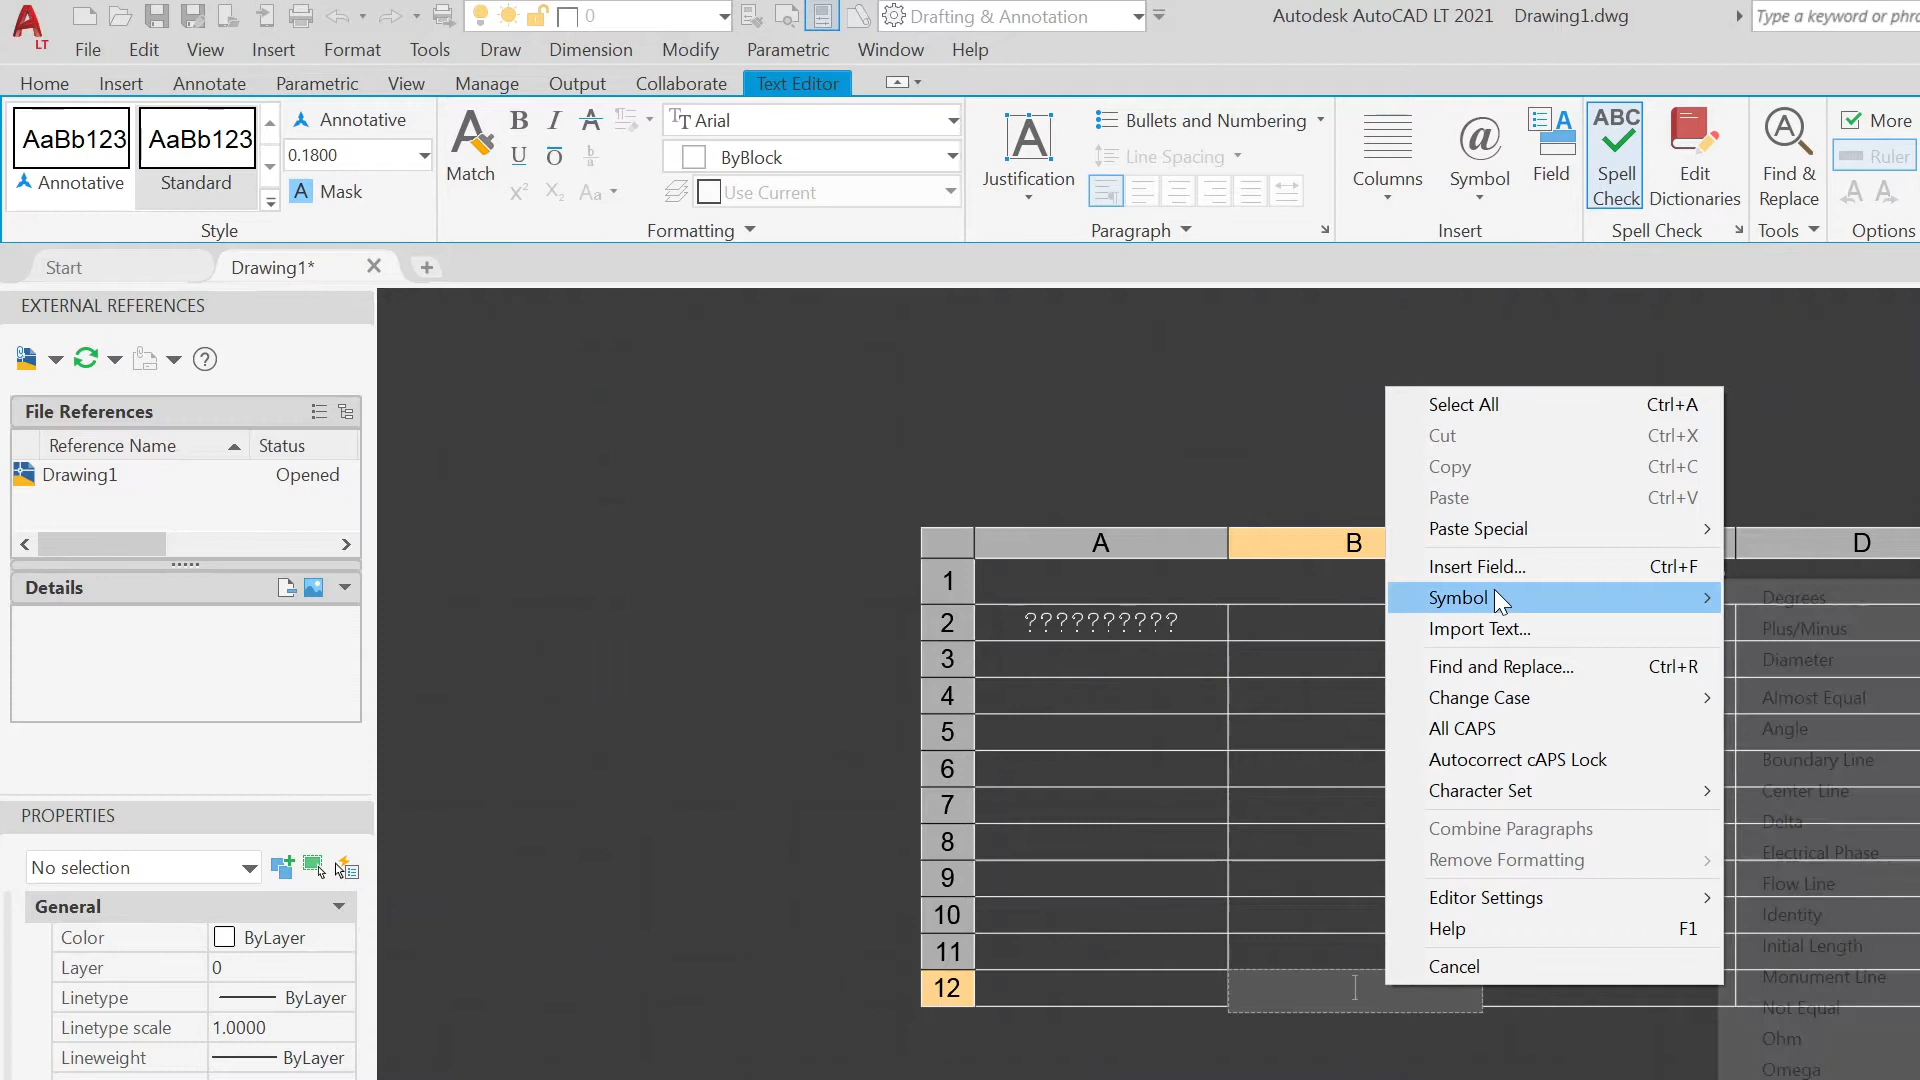 LT
0
Drafting & Annotation
Autodesk AutoCAD LT 2021 Drawing1.dwg
Type a keyword or phr
File Edit View Insert Format Tools Draw Dimension Modify Parametric Window Help
Home Insert Annotate Parametric View Manage Output Collaborate Text Editor
AaBb123 AaBb123
Annotative Standard
Annotative
0.1800
A Mask
Style
Match
B I A
U O b/a
X² X₂ Aa
Arial
ByBlock
Use Current
Formatting
A
Justification
Bullets and Numbering
Line Spacing
Paragraph
Columns
@
Symbol
A
Field
Insert
ABC
Spell
Check
Edit
Dictionaries
Spell Check
A
Find &
Replace
Tools
More
Ruler
A A
Options
Start
Drawing1*
EXTERNAL REFERENCES
File References
Reference Name Status
Drawing1 Opened
Details
PROPERTIES
No selection
General
Color ByLayer
Layer 0
Linetype ByLayer
Linetype scale 1.0000
Lineweight ByLayer
A B D
1
2 ??????????
3
4
5
6
7
8
9
10
11
12
Select All Ctrl+A
Cut Ctrl+X
Copy Ctrl+C
Paste Ctrl+V
Paste Special
Insert Field... Ctrl+F
Symbol
Import Text...
Find and Replace... Ctrl+R
Change Case
All CAPS
Autocorrect cAPS Lock
Character Set
Combine Paragraphs
Remove Formatting
Editor Settings
Help F1
Cancel
Degrees
Plus/Minus
Diameter
Almost Equal
Angle
Boundary Line
Center Line
Delta
Electrical Phase
Flow Line
Identity
Initial Length
Monument Line
Not Equal
Ohm
Omega